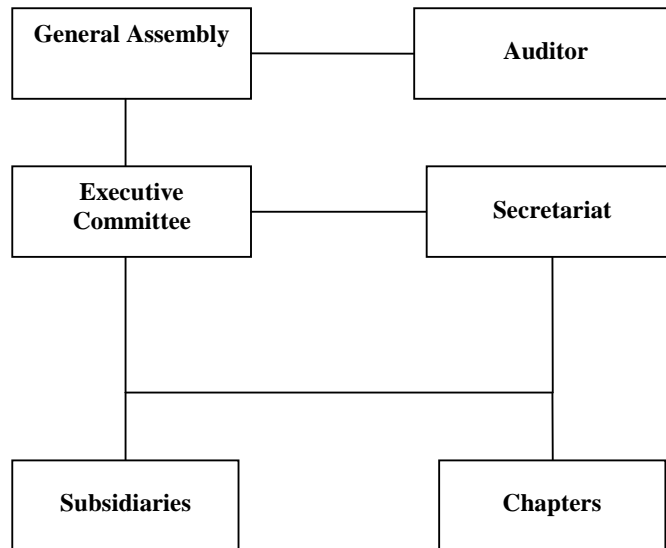 General Assembly
Auditor
Executive
Committee
Secretariat
Subsidiaries
Chapters